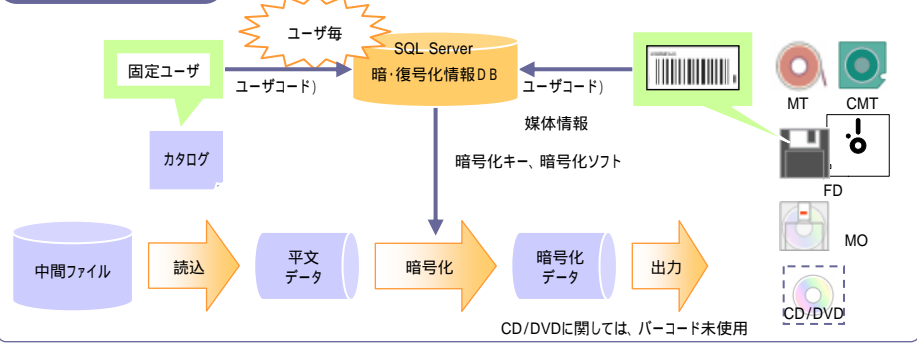 ユーザ毎
SQL Server
暗・復号化情報DB
固定ユーザ
ユーザコード)
ユーザコード)
MT
CMT
媒体情報
カタログ
暗号化キー、暗号化ソフト
FD
MO
中間ファイル
読込
平文
データ
暗号化
暗号化
データ
出力
CD/DVD
CD/DVDに関しては、バーコード未使用